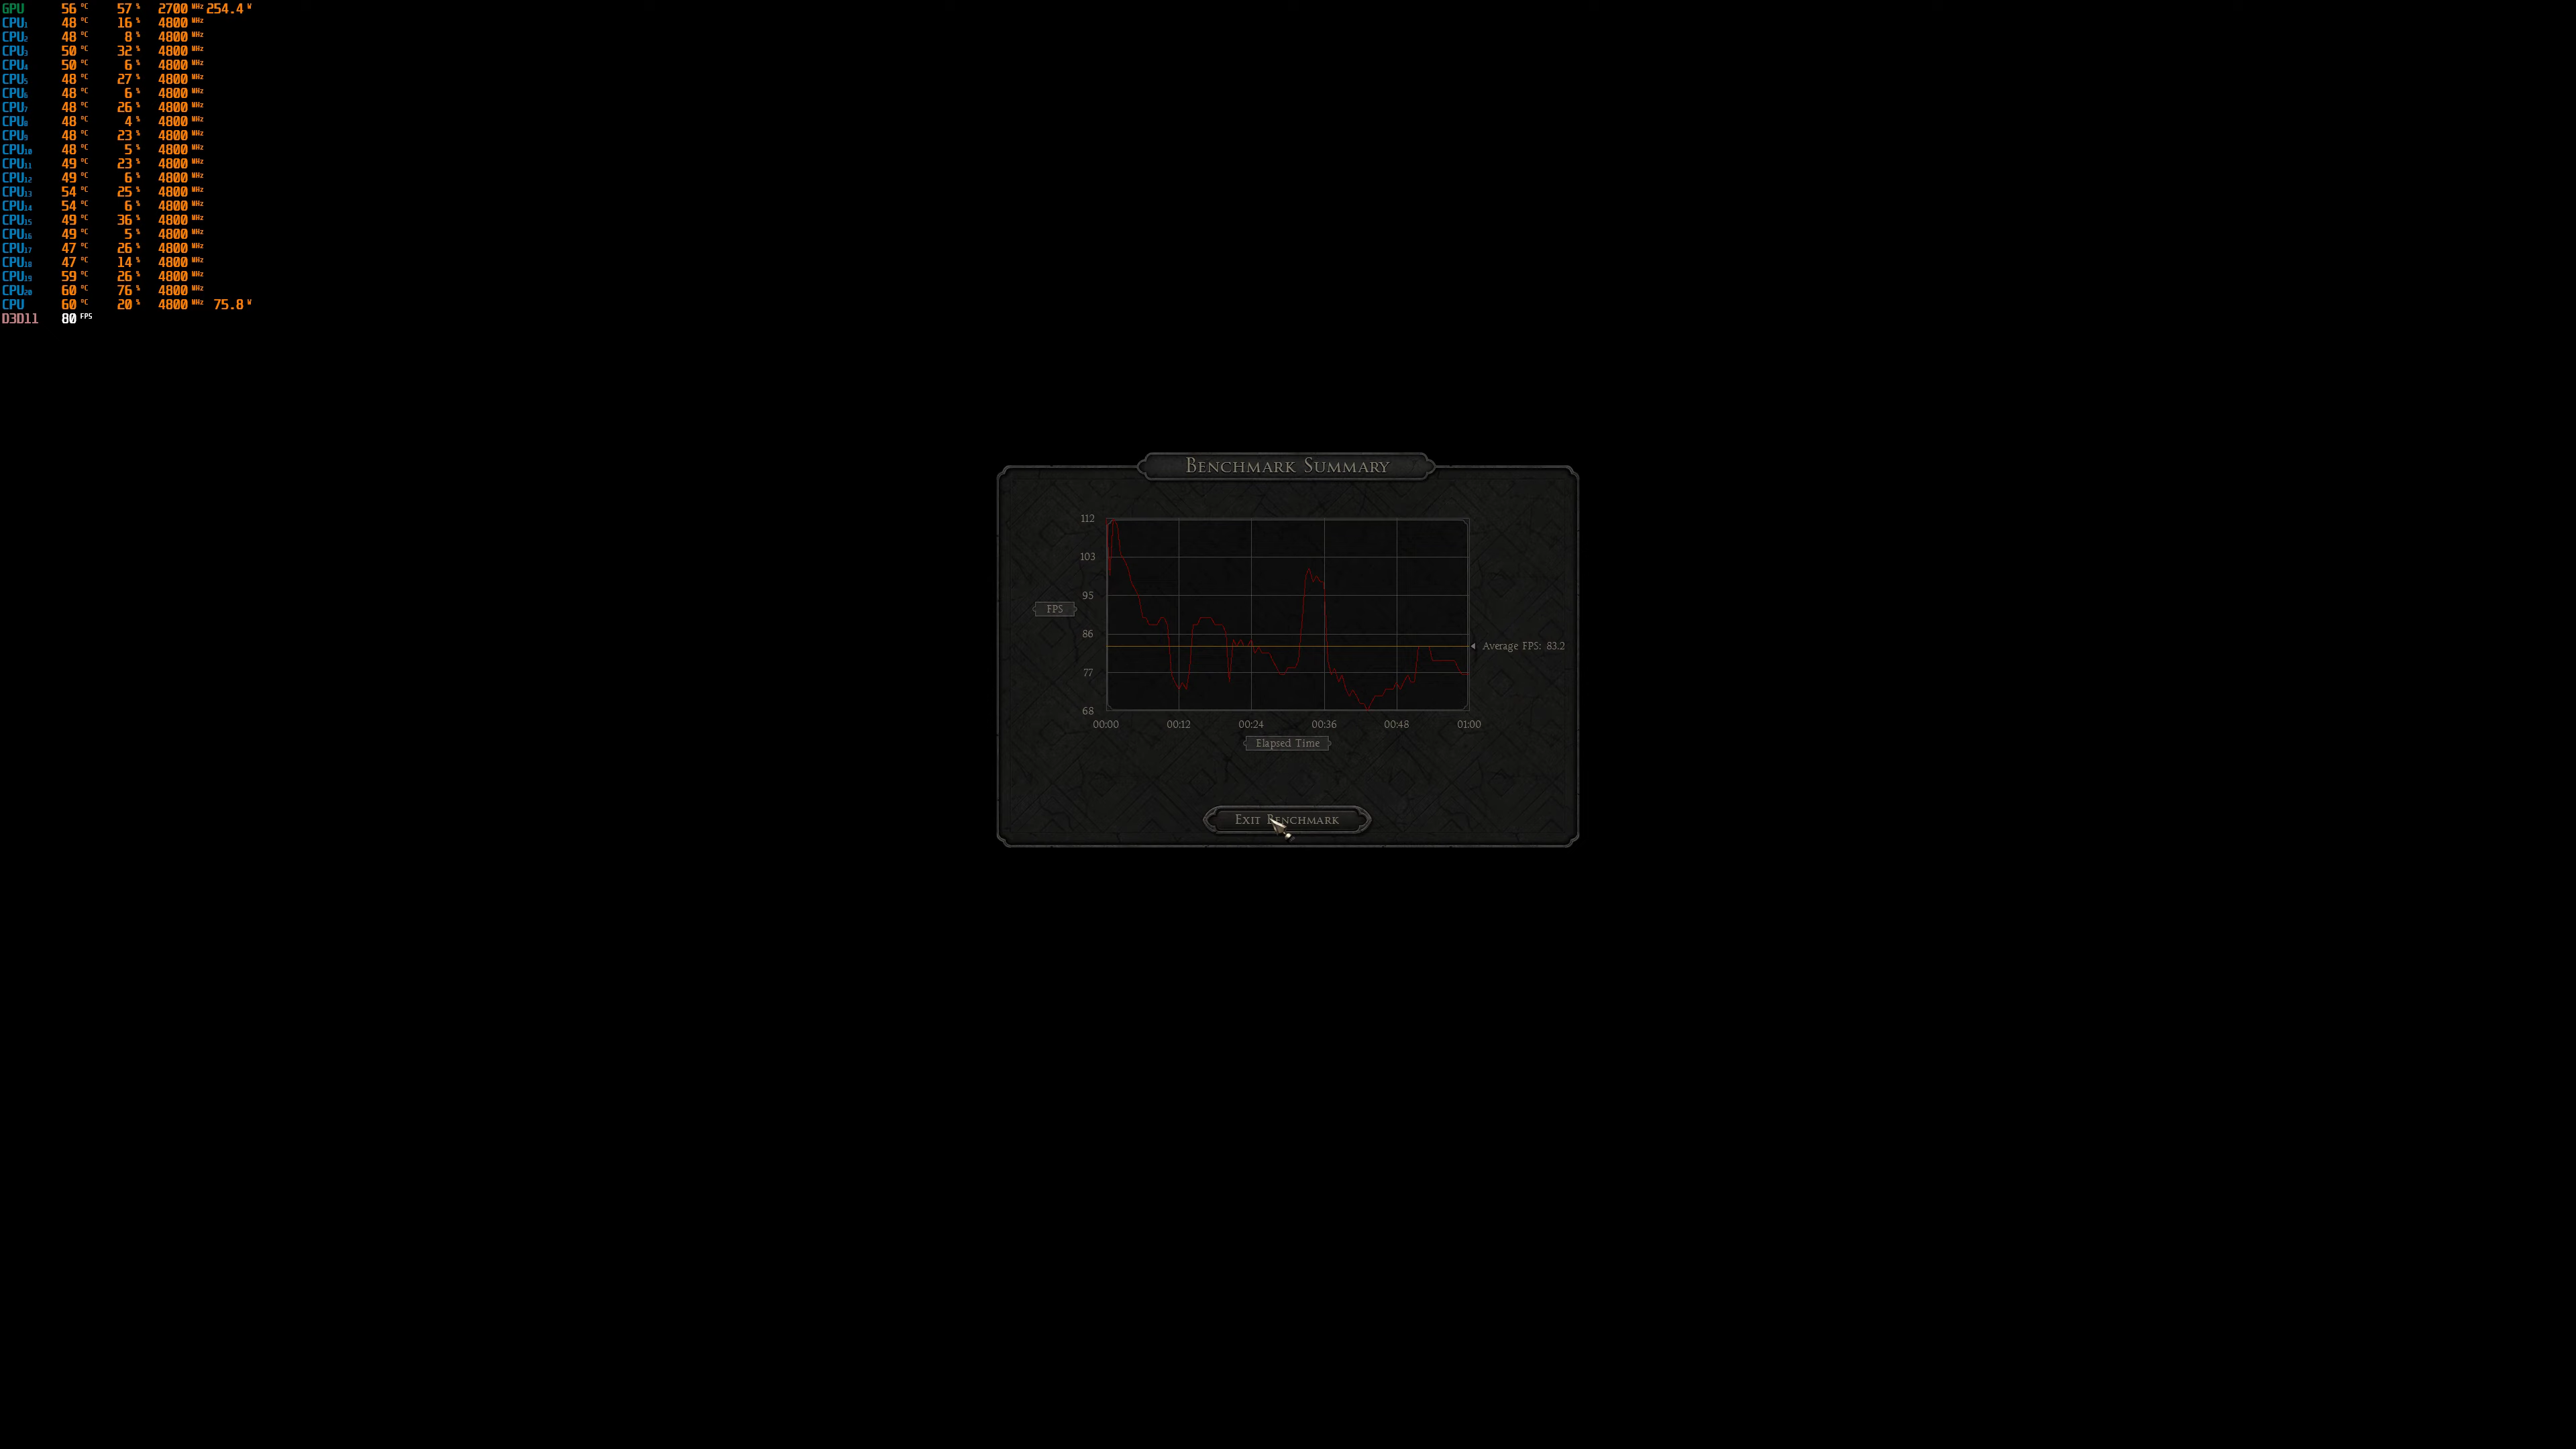 GPU 56 °C 57 % 2700 MHz 254.4 W
CPU1 48 °C 16 % 4800 MHz
CPU2 48 °C 8 % 4800 MHz
CPU3 50 °C 32 % 4800 MHz
CPU4 50 °C 6 % 4800 MHz
CPU5 48 °C 27 % 4800 MHz
CPU6 48 °C 6 % 4800 MHz
CPU7 48 °C 26 % 4800 MHz
CPU8 48 °C 4 % 4800 MHz
CPU9 48 °C 23 % 4800 MHz
CPU10 48 °C 5 % 4800 MHz
CPU11 49 °C 23 % 4800 MHz
CPU12 49 °C 6 % 4800 MHz
CPU13 54 °C 25 % 4800 MHz
CPU14 54 °C 6 % 4800 MHz
CPU15 49 °C 36 % 4800 MHz
CPU16 49 °C 5 % 4800 MHz
CPU17 47 °C 26 % 4800 MHz
CPU18 47 °C 14 % 4800 MHz
CPU19 59 °C 26 % 4800 MHz
CPU20 60 °C 76 % 4800 MHz
CPU 60 °C 20 % 4800 MHz 75.8 W
D3D11 80 FPS
Benchmark Summary
112
103
95
FPS
86
Average FPS: 83.2
77
68
00:00 00:12 00:24 00:36 00:48 01:00
Elapsed Time
Exit Benchmark